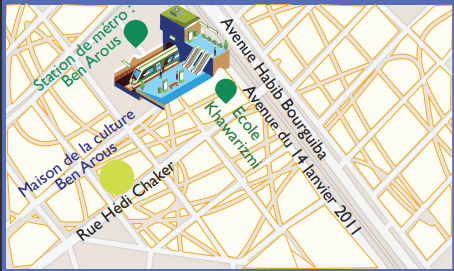 Station de métro :
Ben Arous
Avenue Habib Bourguiba
Avenue du 14 Janvier 2011
Ecole
Khawarizmi
Maison de la culture
Ben Arous
Rue Hédi Chaker